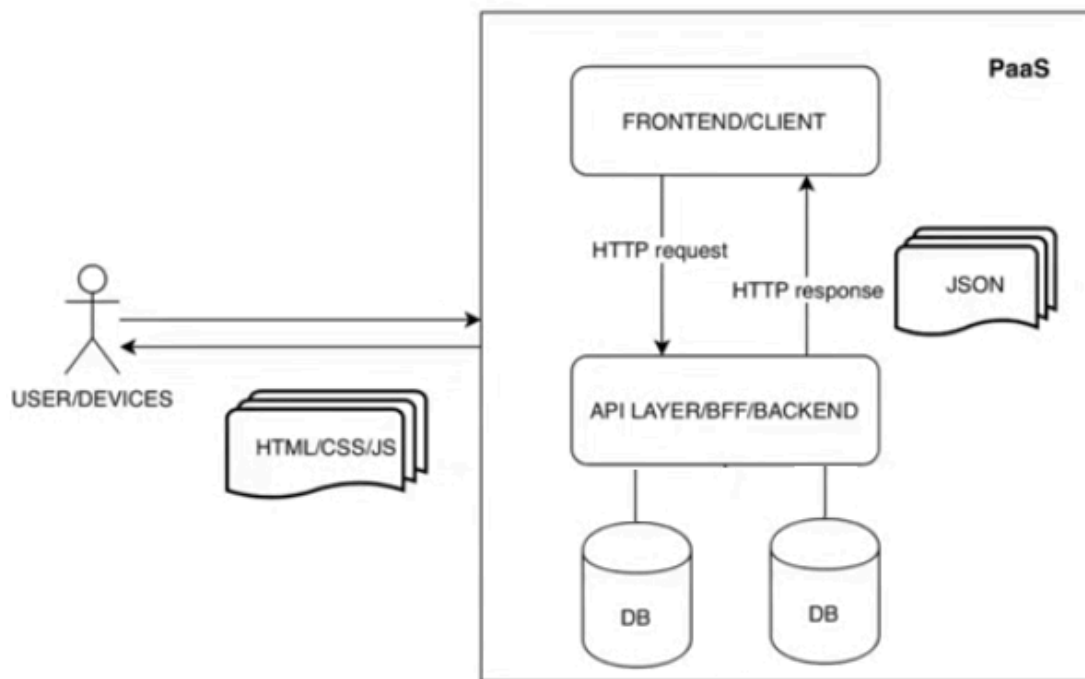 PaaS
FRONTEND/CLIENT
HTTP request
HTTP response
JSON
USER/DEVICES
HTML/CSS/JS
API LAYER/BFF/BACKEND
DB
DB